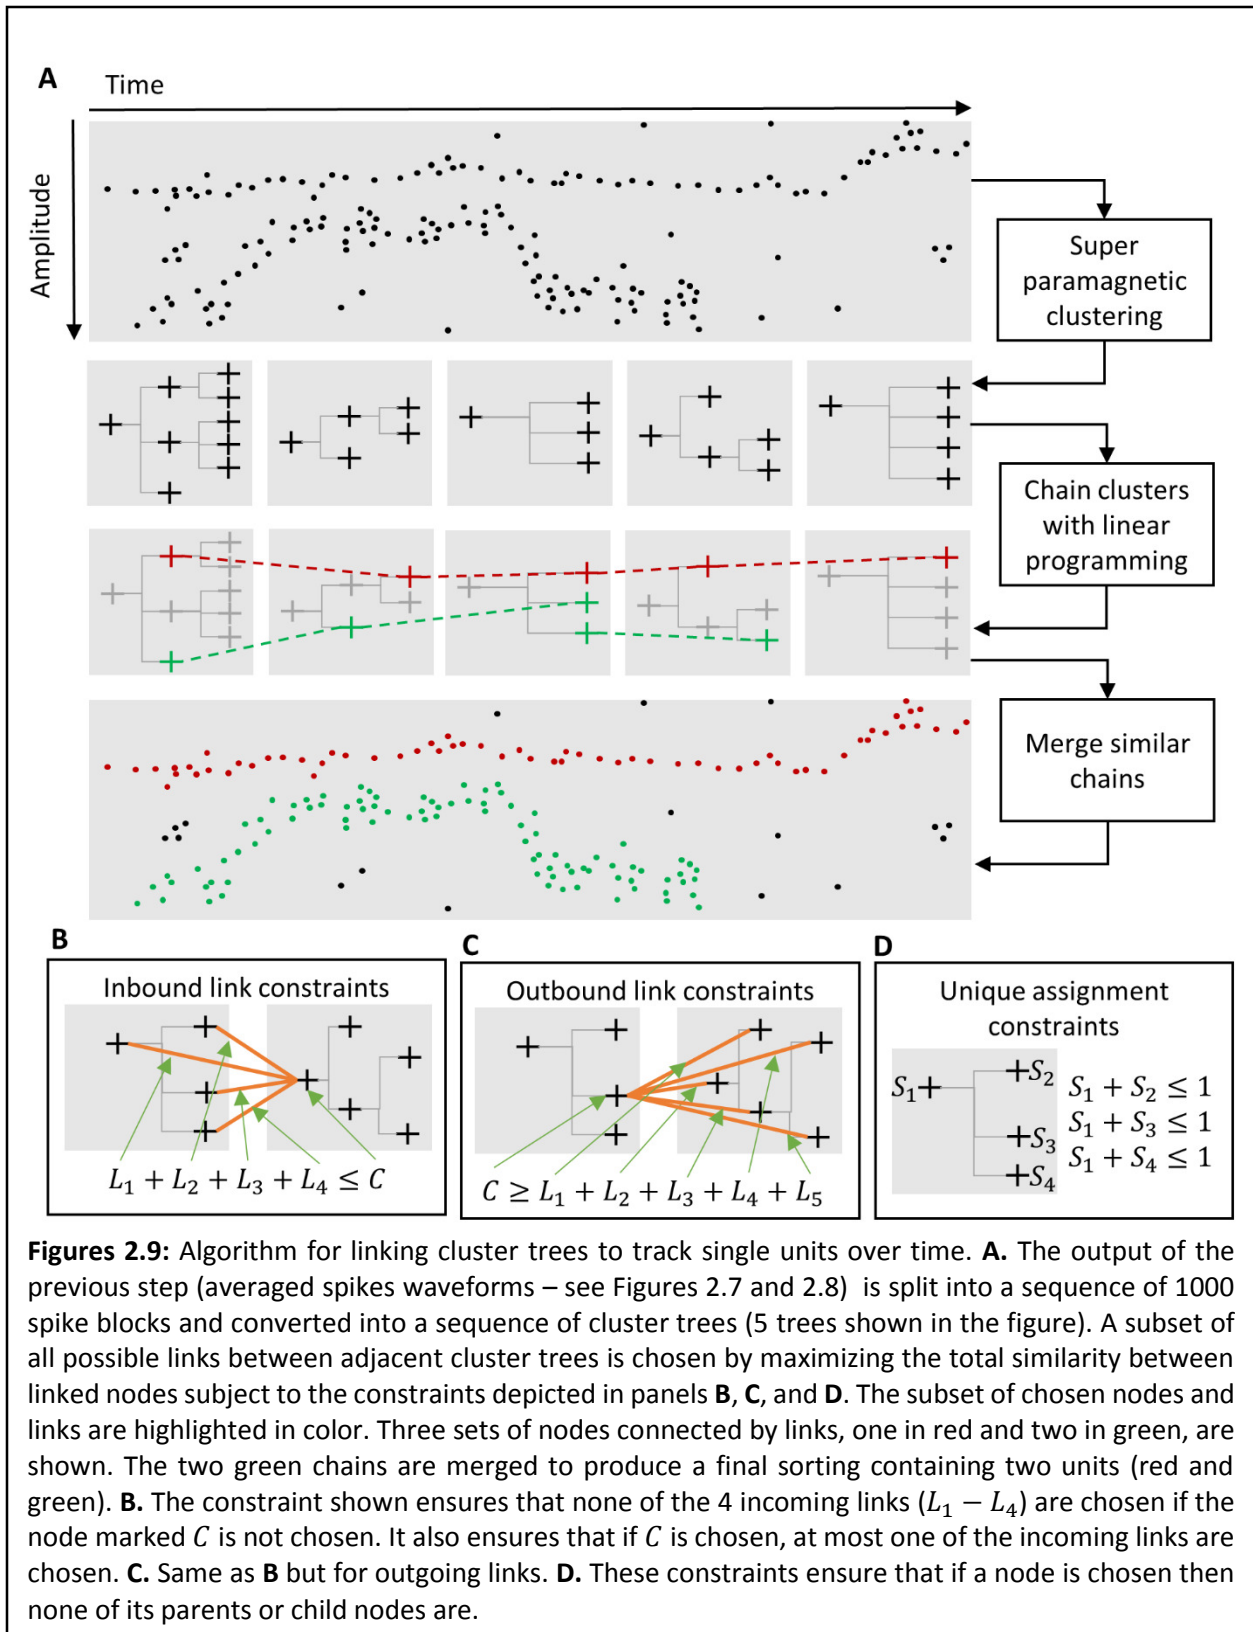 A
Time
Amplitude
Super
paramagnetic
clustering
Chain clusters
with linear
programming
Merge similar
chains
B
Inbound link constraints
L₁ + L₂ + L₃ + L₄ ≤ C
C
Outbound link constraints
C ≥ L₁ + L₂ + L₃ + L₄ + L₅
D
Unique assignment
constraints
S₁
S₂
S₃
S₄
S₁ + S₂ ≤ 1
S₁ + S₃ ≤ 1
S₁ + S₄ ≤ 1
Figures 2.9: Algorithm for linking cluster trees to track single units over time. A. The output of the
previous step (averaged spikes waveforms – see Figures 2.7 and 2.8) is split into a sequence of 1000
spike blocks and converted into a sequence of cluster trees (5 trees shown in the figure). A subset of
all possible links between adjacent cluster trees is chosen by maximizing the total similarity between
linked nodes subject to the constraints depicted in panels B, C, and D. The subset of chosen nodes and
links are highlighted in color. Three sets of nodes connected by links, one in red and two in green, are
shown. The two green chains are merged to produce a final sorting containing two units (red and
green). B. The constraint shown ensures that none of the 4 incoming links (L₁ − L₄) are chosen if the
node marked C is not chosen. It also ensures that if C is chosen, at most one of the incoming links are
chosen. C. Same as B but for outgoing links. D. These constraints ensure that if a node is chosen then
none of its parents or child nodes are.